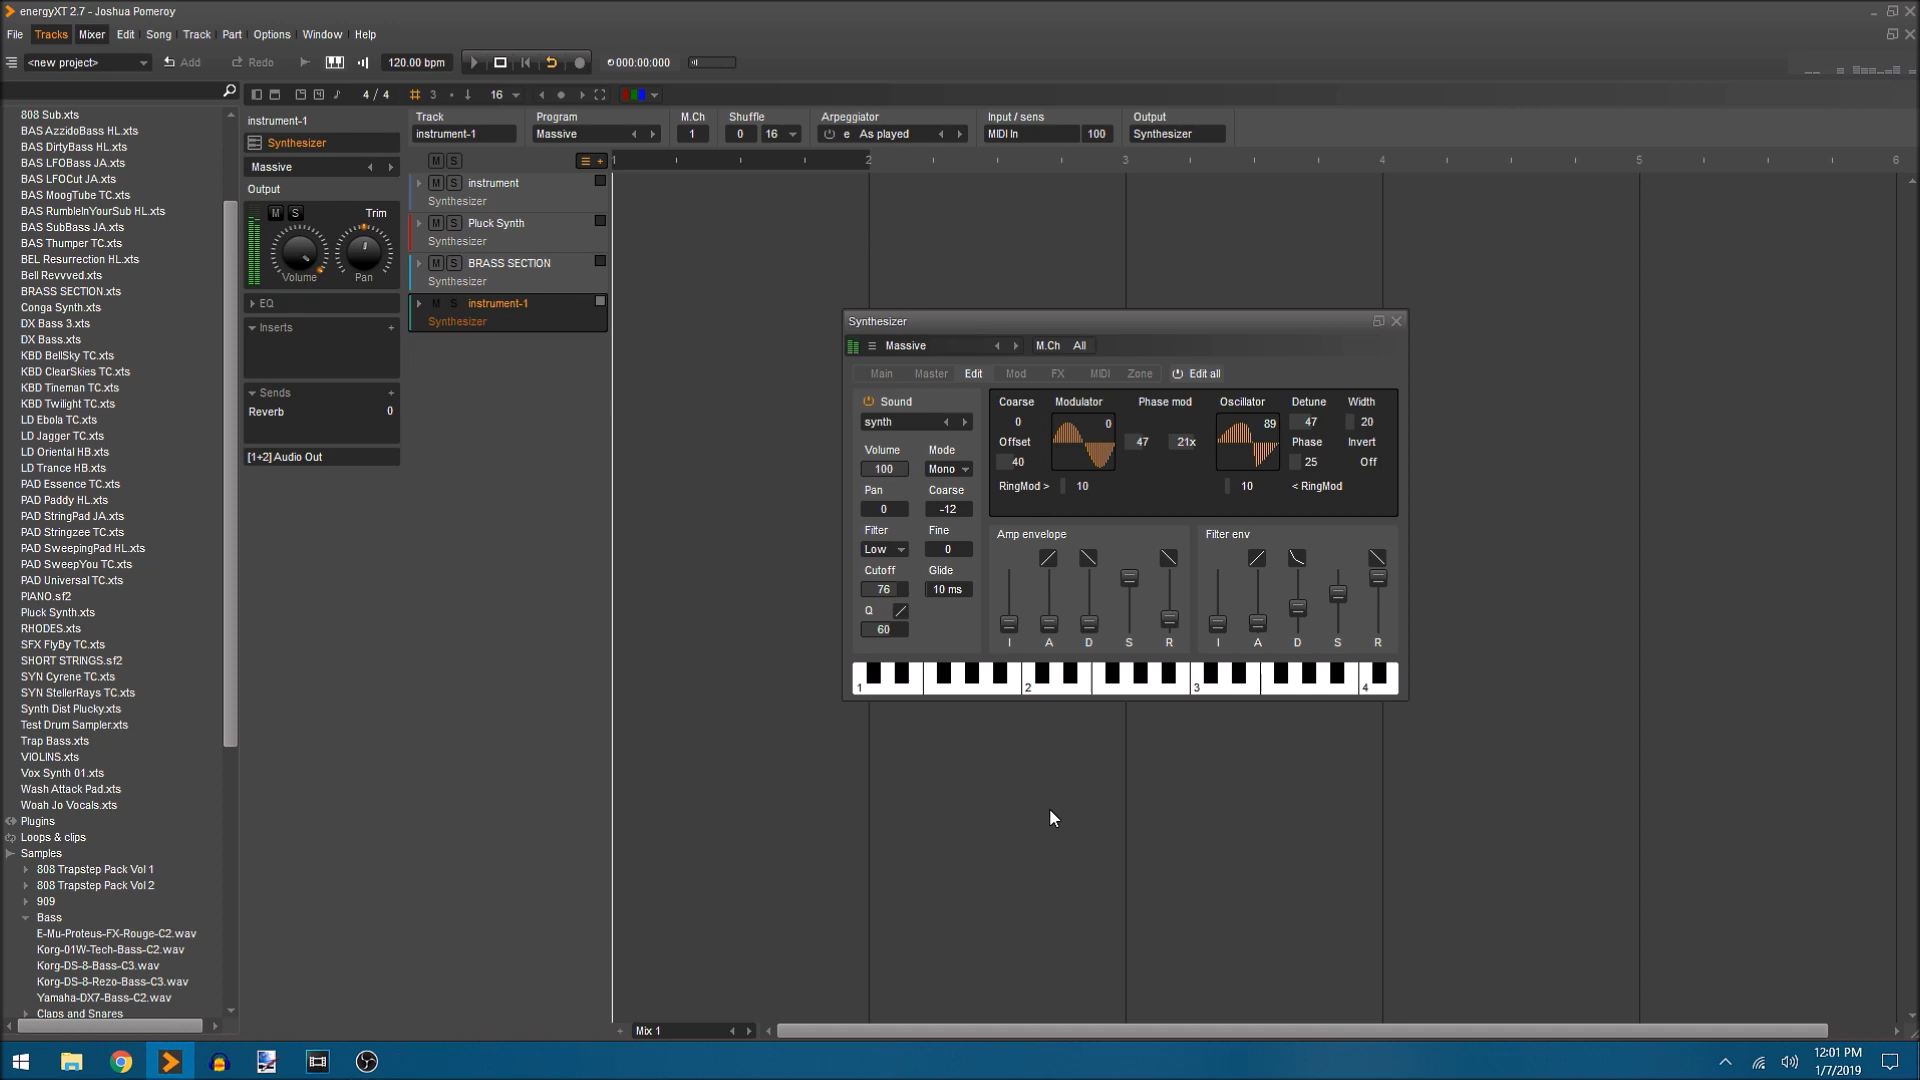 energyXT 2.7 - Joshua Pomeroy
File Tracks Mixer Edit Song Track Part Options Window Help
<new project> Add Redo 120.00 bpm 000:00:000
4 / 4 3 16
808 Sub.xts
BAS AzzidoBass HL.xts
BAS DirtyBass HL.xts
BAS LFOBass JA.xts
BAS LFOCut JA.xts
BAS MoogTube TC.xts
BAS RumbleInYourSub HL.xts
BAS SubBass JA.xts
BAS Thumper TC.xts
BEL Resurrection HL.xts
Bell Revvved.xts
BRASS SECTION.xts
Conga Synth.xts
DX Bass 3.xts
DX Bass.xts
KBD BellSky TC.xts
KBD ClearSkies TC.xts
KBD Tineman TC.xts
KBD Twilight TC.xts
LD Ebola TC.xts
LD Jagger TC.xts
LD Oriental HB.xts
LD Trance HB.xts
PAD Essence TC.xts
PAD Paddy HL.xts
PAD StringPad JA.xts
PAD Stringzee TC.xts
PAD SweepingPad HL.xts
PAD SweepYou TC.xts
PAD Universal TC.xts
PIANO.sf2
Pluck Synth.xts
RHODES.xts
SFX FlyBy TC.xts
SHORT STRINGS.sf2
SYN Cyrene TC.xts
SYN StellerRays TC.xts
Synth Dist Plucky.xts
Test Drum Sampler.xts
Trap Bass.xts
VIOLINS.xts
Vox Synth 01.xts
Wash Attack Pad.xts
Woah Jo Vocals.xts
Plugins
Loops & clips
Samples
808 Trapstep Pack Vol 1
808 Trapstep Pack Vol 2
909
Bass
E-Mu-Proteus-FX-Rouge-C2.wav
Korg-01W-Tech-Bass-C2.wav
Korg-DS-8-Bass-C3.wav
Korg-DS-8-Rezo-Bass-C3.wav
Yamaha-DX7-Bass-C2.wav
Claps and Snares
instrument-1
Synthesizer
Massive
Output
M S Trim
Volume Pan
EQ
Inserts +
Sends +
Reverb 0
[1+2] Audio Out
Track Program M.Ch Shuffle Arpeggiator Input / sens Output
instrument-1 Massive 1 0 16 e As played MIDI In 100 Synthesizer
M S + 1 2 3 4 5 6
M S instrument
Synthesizer
M S Pluck Synth
Synthesizer
M S BRASS SECTION
Synthesizer
M S instrument-1
Synthesizer
Synthesizer
Massive M.Ch All
Main Master Edit Mod FX MIDI Zone Edit all
Sound
synth
Volume Mode
100 Mono
Pan Coarse
0 -12
Filter Fine
Low 0
Cutoff Glide
76 10 ms
Q
60
Coarse Modulator Phase mod Oscillator Detune Width
0 0 89 47 20
Offset 47 21x Phase Invert
40 25 Off
RingMod > 10 10 < RingMod
Amp envelope Filter env
I A D S R I A D S R
1 2 3 4
Mix 1
12:01 PM
1/7/2019